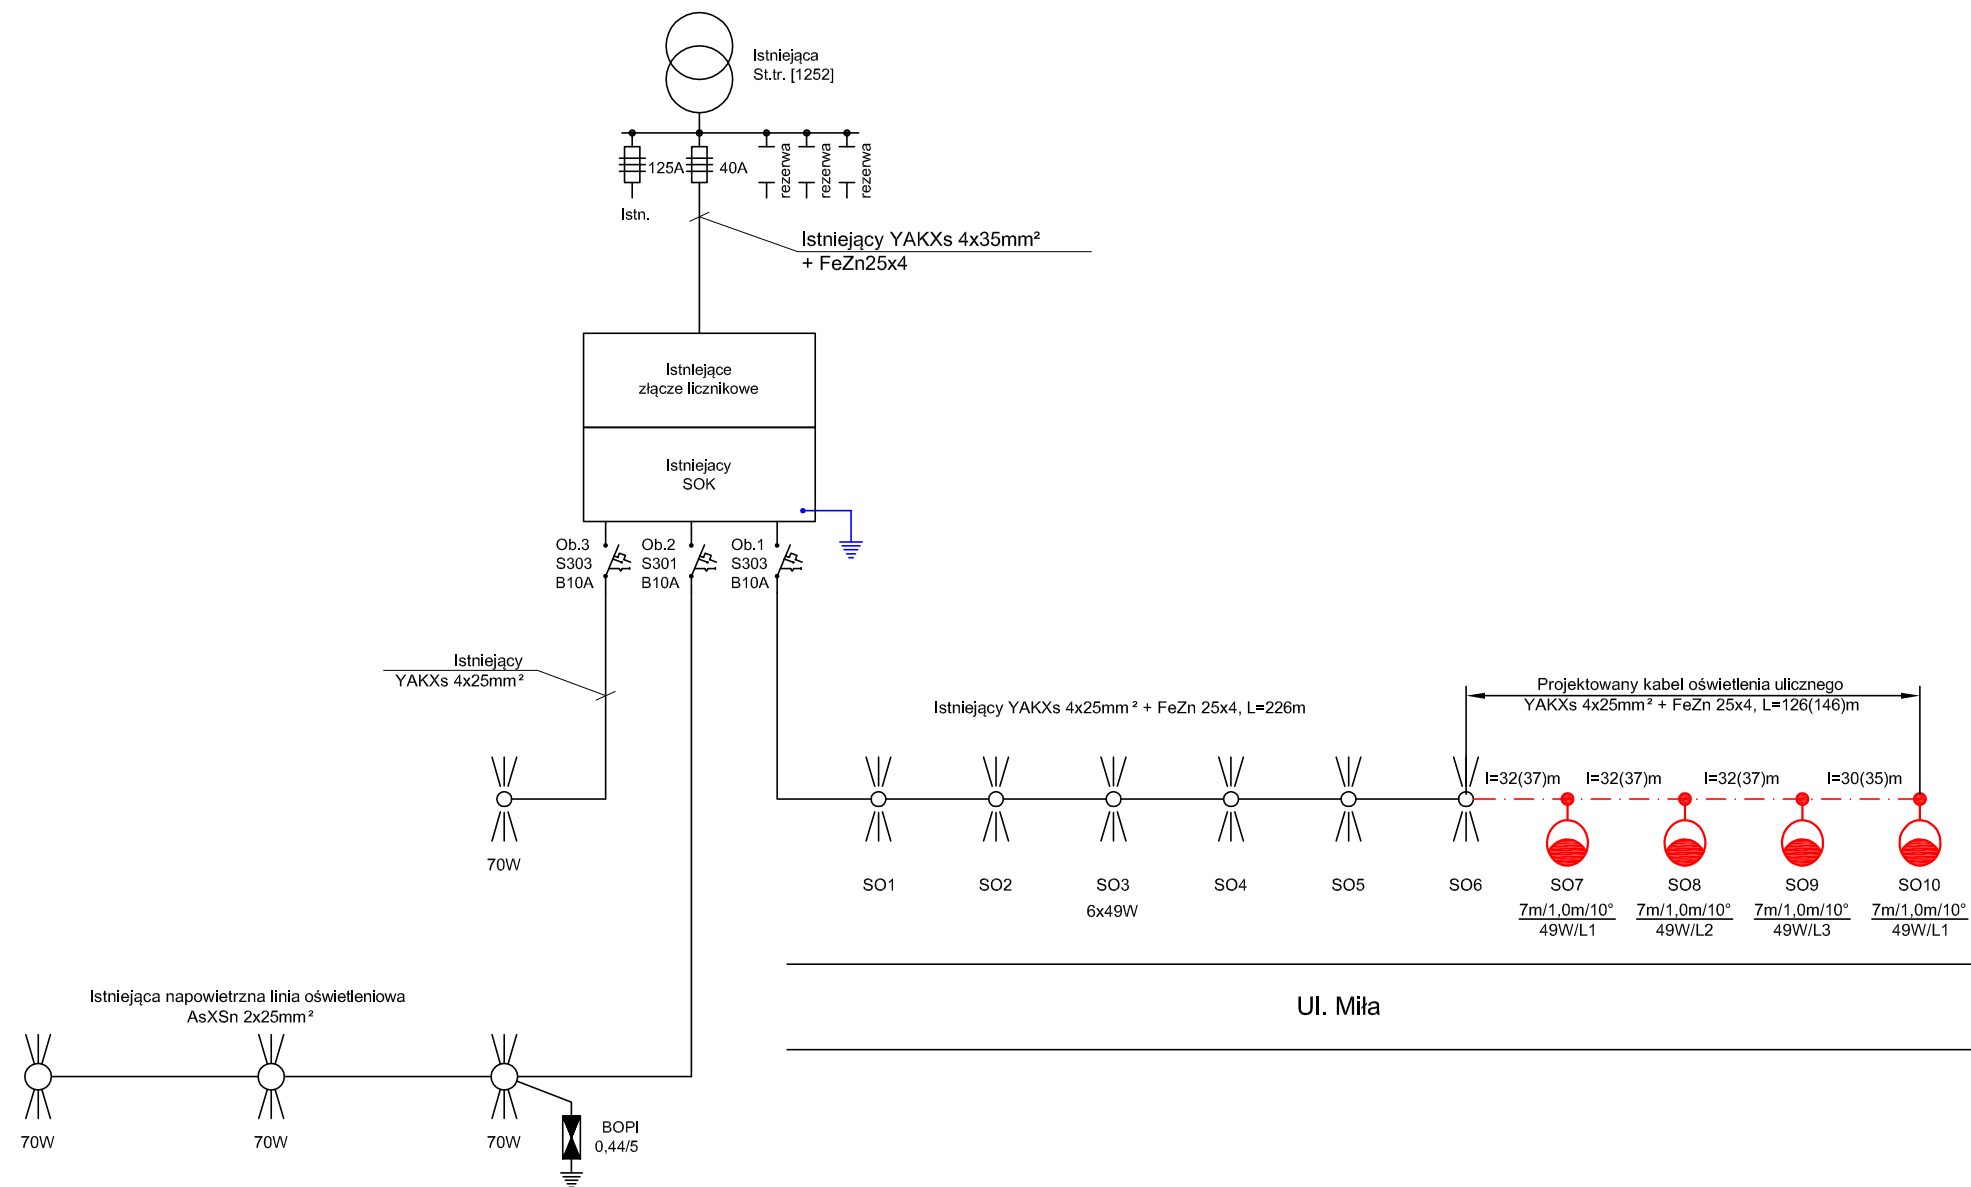 Istniejąca
St.tr. [1252]
125A
40A
rezerwa
rezerwa
rezerwa
Istn.
Istniejący YAKXs 4x35mm²
+ FeZn25x4
Istniejące
złącze licznikowe
Istniejacy
SOK
Ob.3
S303
B10A
Ob.2
S301
B10A
Ob.1
S303
B10A
Istniejący
YAKXs 4x25mm²
Istniejący YAKXs 4x25mm² + FeZn 25x4, L=226m
Projektowany kabel oświetlenia ulicznego
YAKXs 4x25mm² + FeZn 25x4, L=126(146)m
l=32(37)m
l=32(37)m
l=32(37)m
l=30(35)m
70W
SO1
SO2
SO3
6x49W
SO4
SO5
SO6
SO7
7m/1,0m/10°
49W/L1
SO8
7m/1,0m/10°
49W/L2
SO9
7m/1,0m/10°
49W/L3
SO10
7m/1,0m/10°
49W/L1
Ul. Miła
Istniejąca napowietrzna linia oświetleniowa
AsXSn 2x25mm²
70W
70W
70W
BOPI
0,44/5